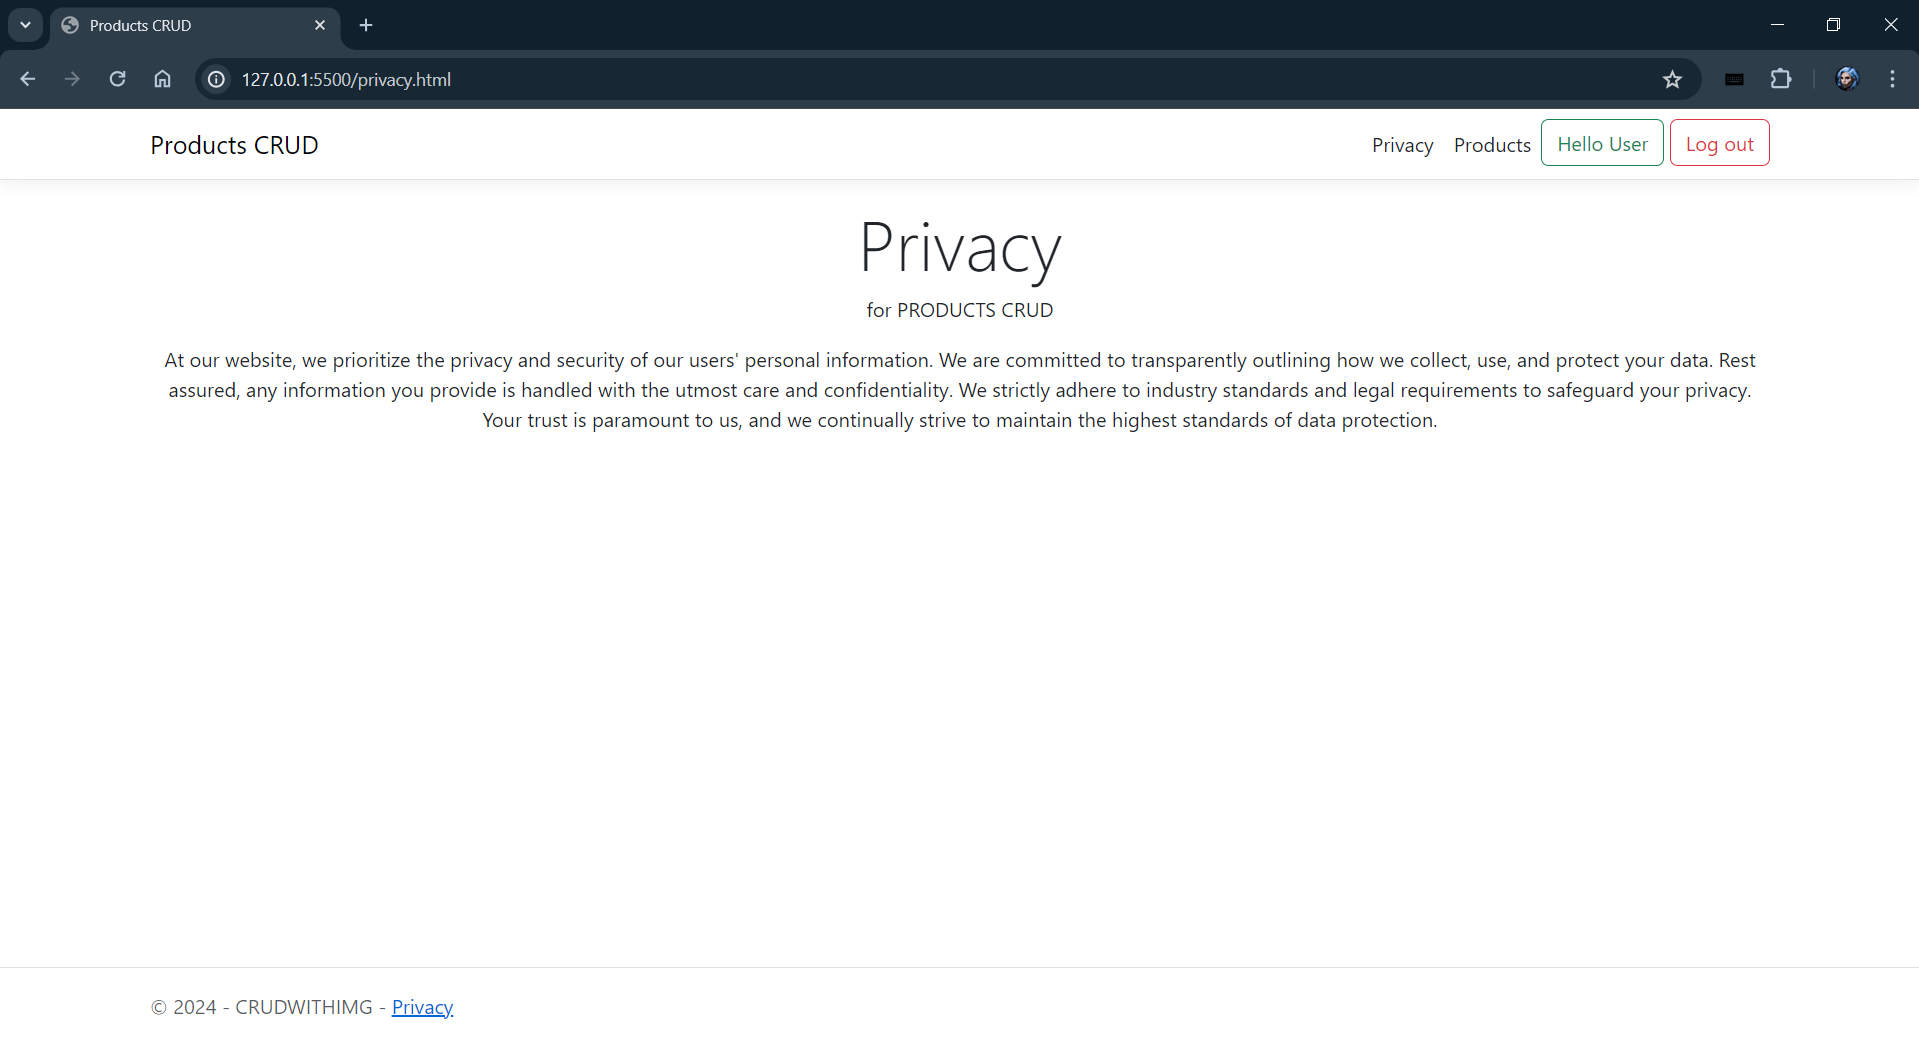 Products CRUD
127.0.0.1:5500/privacy.html
Products CRUD
Privacy
Products
Hello User
Log out
Privacy
for PRODUCTS CRUD
At our website, we prioritize the privacy and security of our users' personal information. We are committed to transparently outlining how we collect, use, and protect your data. Rest
assured, any information you provide is handled with the utmost care and confidentiality. We strictly adhere to industry standards and legal requirements to safeguard your privacy.
Your trust is paramount to us, and we continually strive to maintain the highest standards of data protection.
© 2024 - CRUDWITHIMG - Privacy